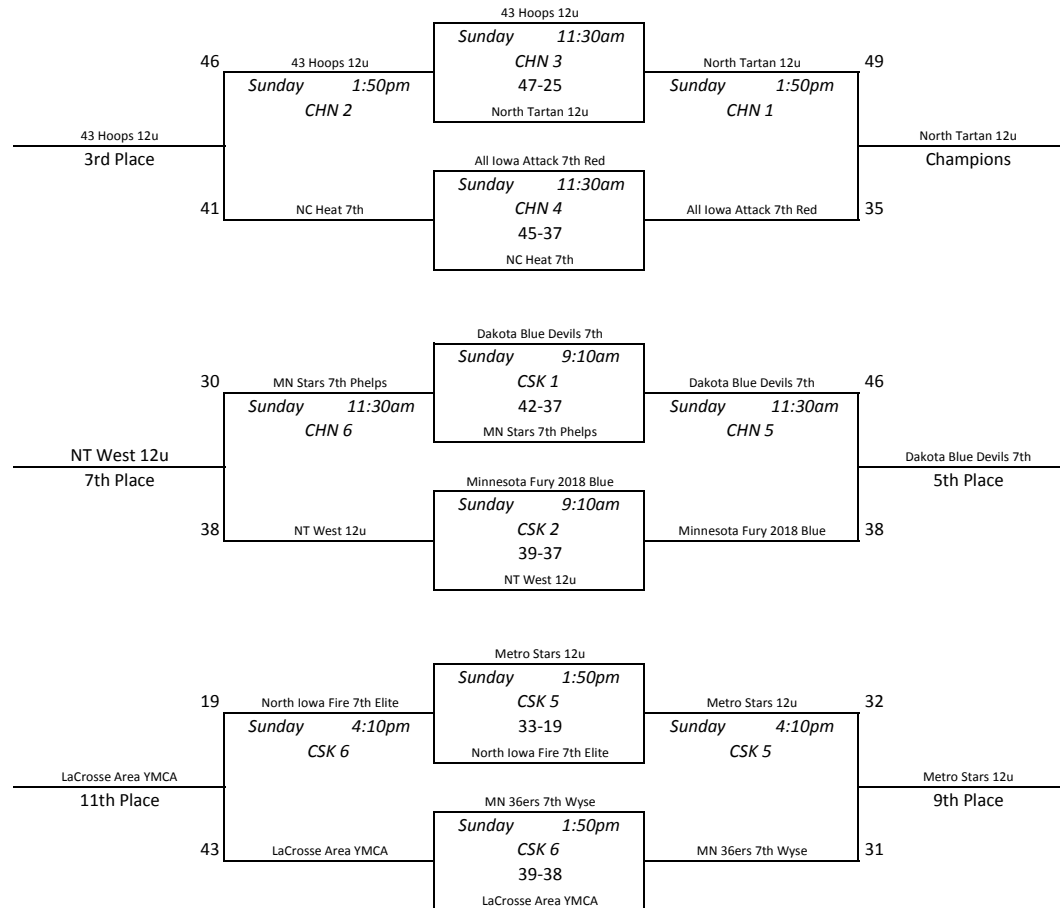 43 Hoops 12u
Sunday 11:30am
46 43 Hoops 12u CHN 3 North Tartan 12u 49
Sunday 1:50pm 47-25 Sunday 1:50pm
CHN 2 North Tartan 12u CHN 1
43 Hoops 12u North Tartan 12u
3rd Place All Iowa Attack 7th Red Champions
Sunday 11:30am
41 NC Heat 7th CHN 4 All Iowa Attack 7th Red 35
45-37
NC Heat 7th
Dakota Blue Devils 7th
Sunday 9:10am
30 MN Stars 7th Phelps CSK 1 Dakota Blue Devils 7th 46
Sunday 11:30am 42-37 Sunday 11:30am
CHN 6 MN Stars 7th Phelps CHN 5
NT West 12u Dakota Blue Devils 7th
7th Place Minnesota Fury 2018 Blue 5th Place
Sunday 9:10am
38 NT West 12u CSK 2 Minnesota Fury 2018 Blue 38
39-37
NT West 12u
Metro Stars 12u
Sunday 1:50pm
19 North Iowa Fire 7th Elite CSK 5 Metro Stars 12u 32
Sunday 4:10pm 33-19 Sunday 4:10pm
CSK 6 North Iowa Fire 7th Elite CSK 5
LaCrosse Area YMCA Metro Stars 12u
11th Place MN 36ers 7th Wyse 9th Place
Sunday 1:50pm
43 LaCrosse Area YMCA CSK 6 MN 36ers 7th Wyse 31
39-38
LaCrosse Area YMCA